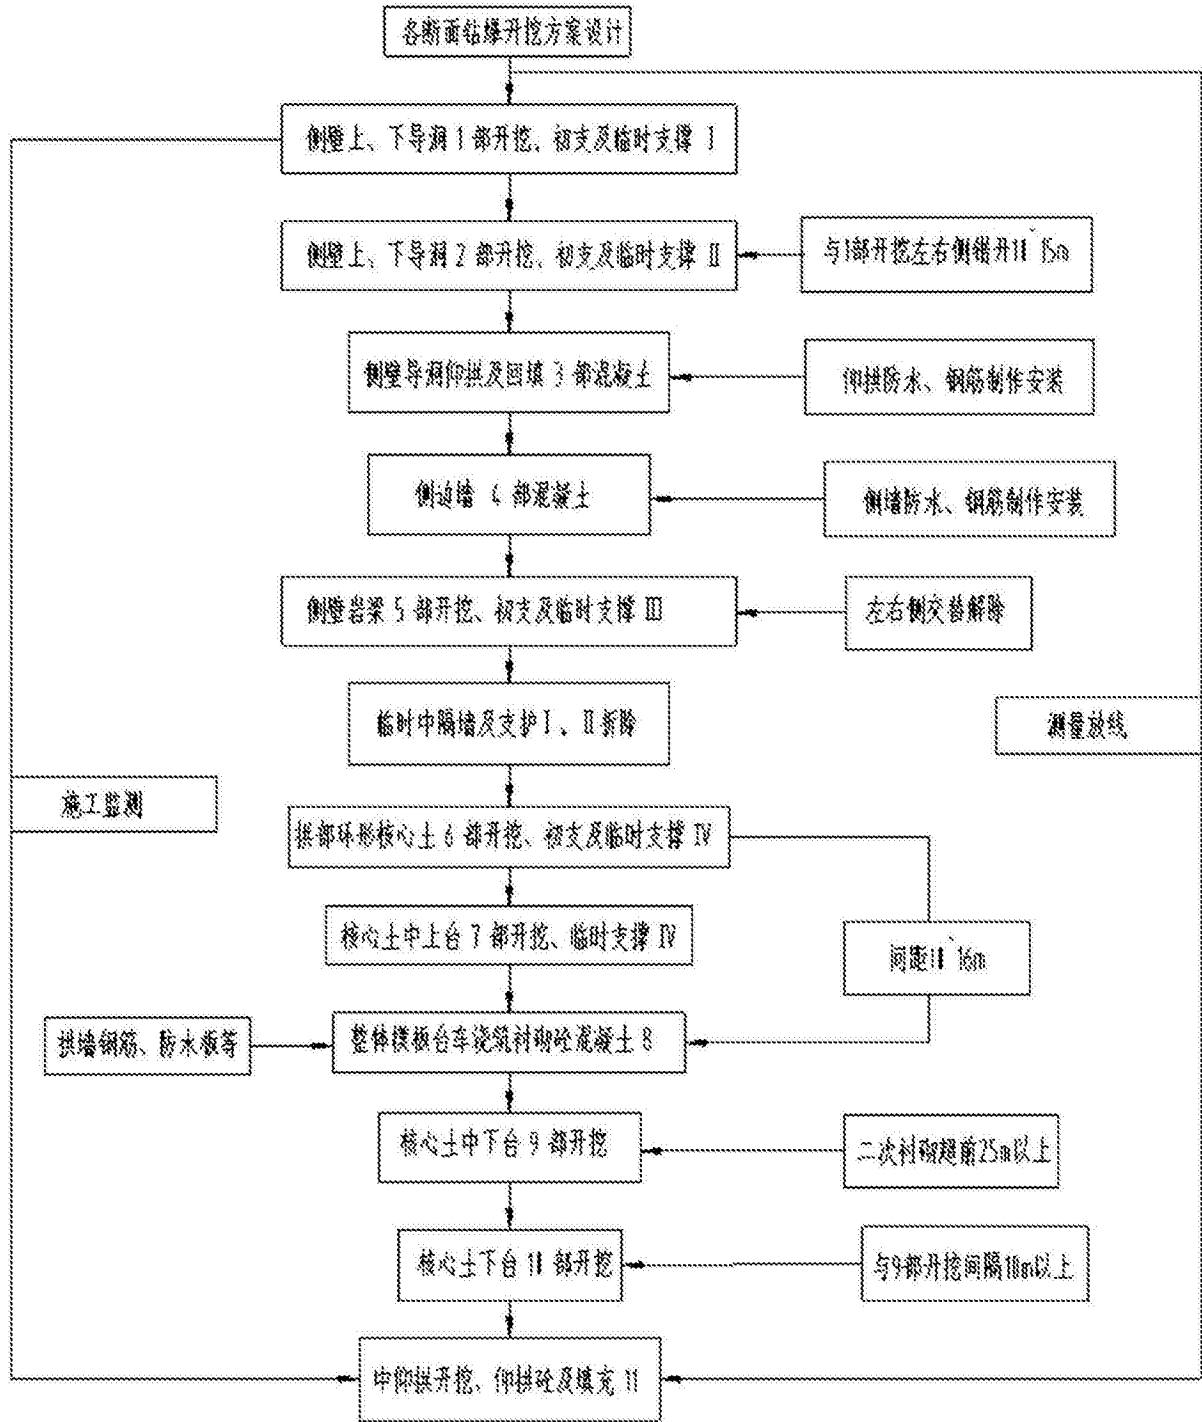 各断面钻爆开挖方案设计
侧壁上、下导洞 1 部开挖、初支及临时支撑 I
侧壁上、下导洞 2 部开挖、初支及临时支撑 II
与1部开挖左右侧错开10~15m
侧壁导洞仰拱及回填 3 部混凝土
仰拱防水、钢筋制作安装
侧边墙 4 部混凝土
侧墙防水、钢筋制作安装
侧壁岩梁 5 部开挖、初支及临时支撑 III
左右侧交替解除
临时中隔墙及支护 I 、II 拆除
测量放线
施工监测
拱部环形核心土 6 部开挖、初支及临时支撑 IV
核心土中上台 7 部开挖、临时支撑 IV
间距10~16m
拱墙钢筋、防水板等
整体模板台车浇筑衬砌砼混凝土 8
核心土中下台 9 部开挖
二次衬砌超前25m以上
核心土下台 10 部开挖
与9部开挖间隔10m以上
中仰拱开挖、仰拱砼及填充 11